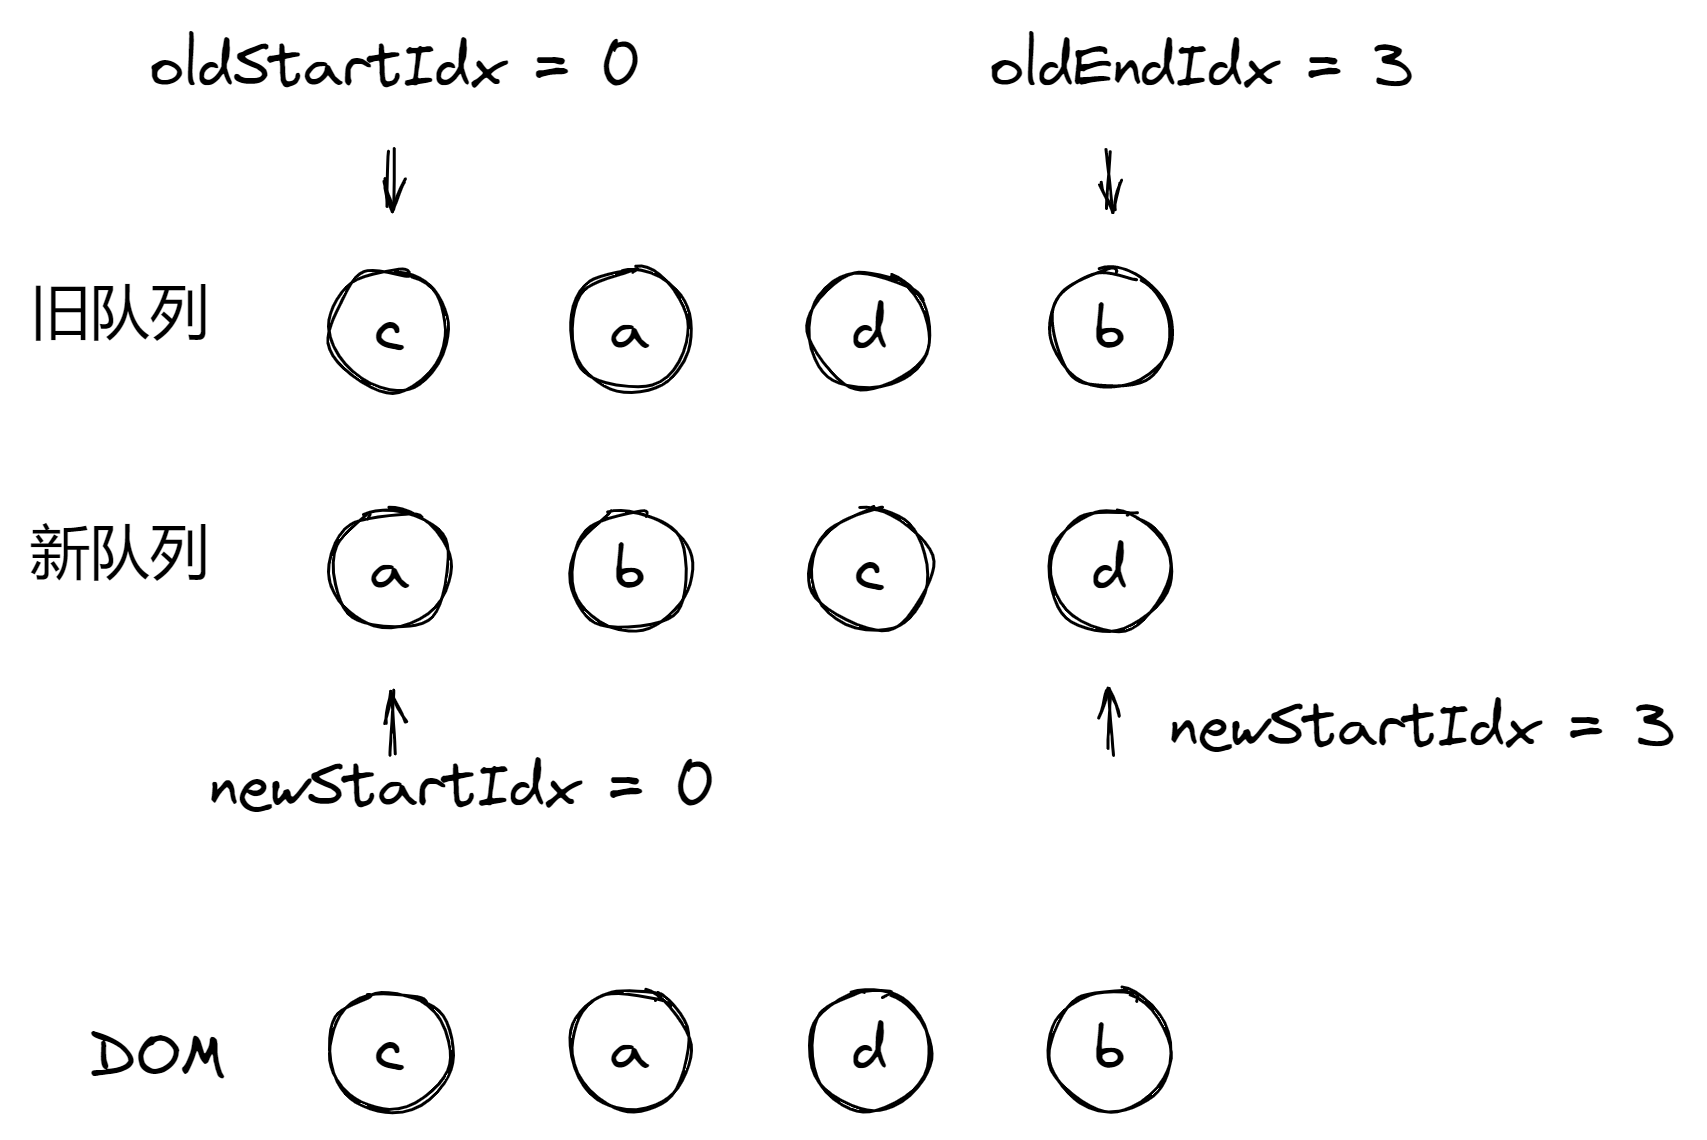 oldStartIdx = 0 oldEndIdx = 3
旧队列 c a d b
新队列 a b c d
newStartIdx = 3
newStartIdx = 0
DOM c a d b